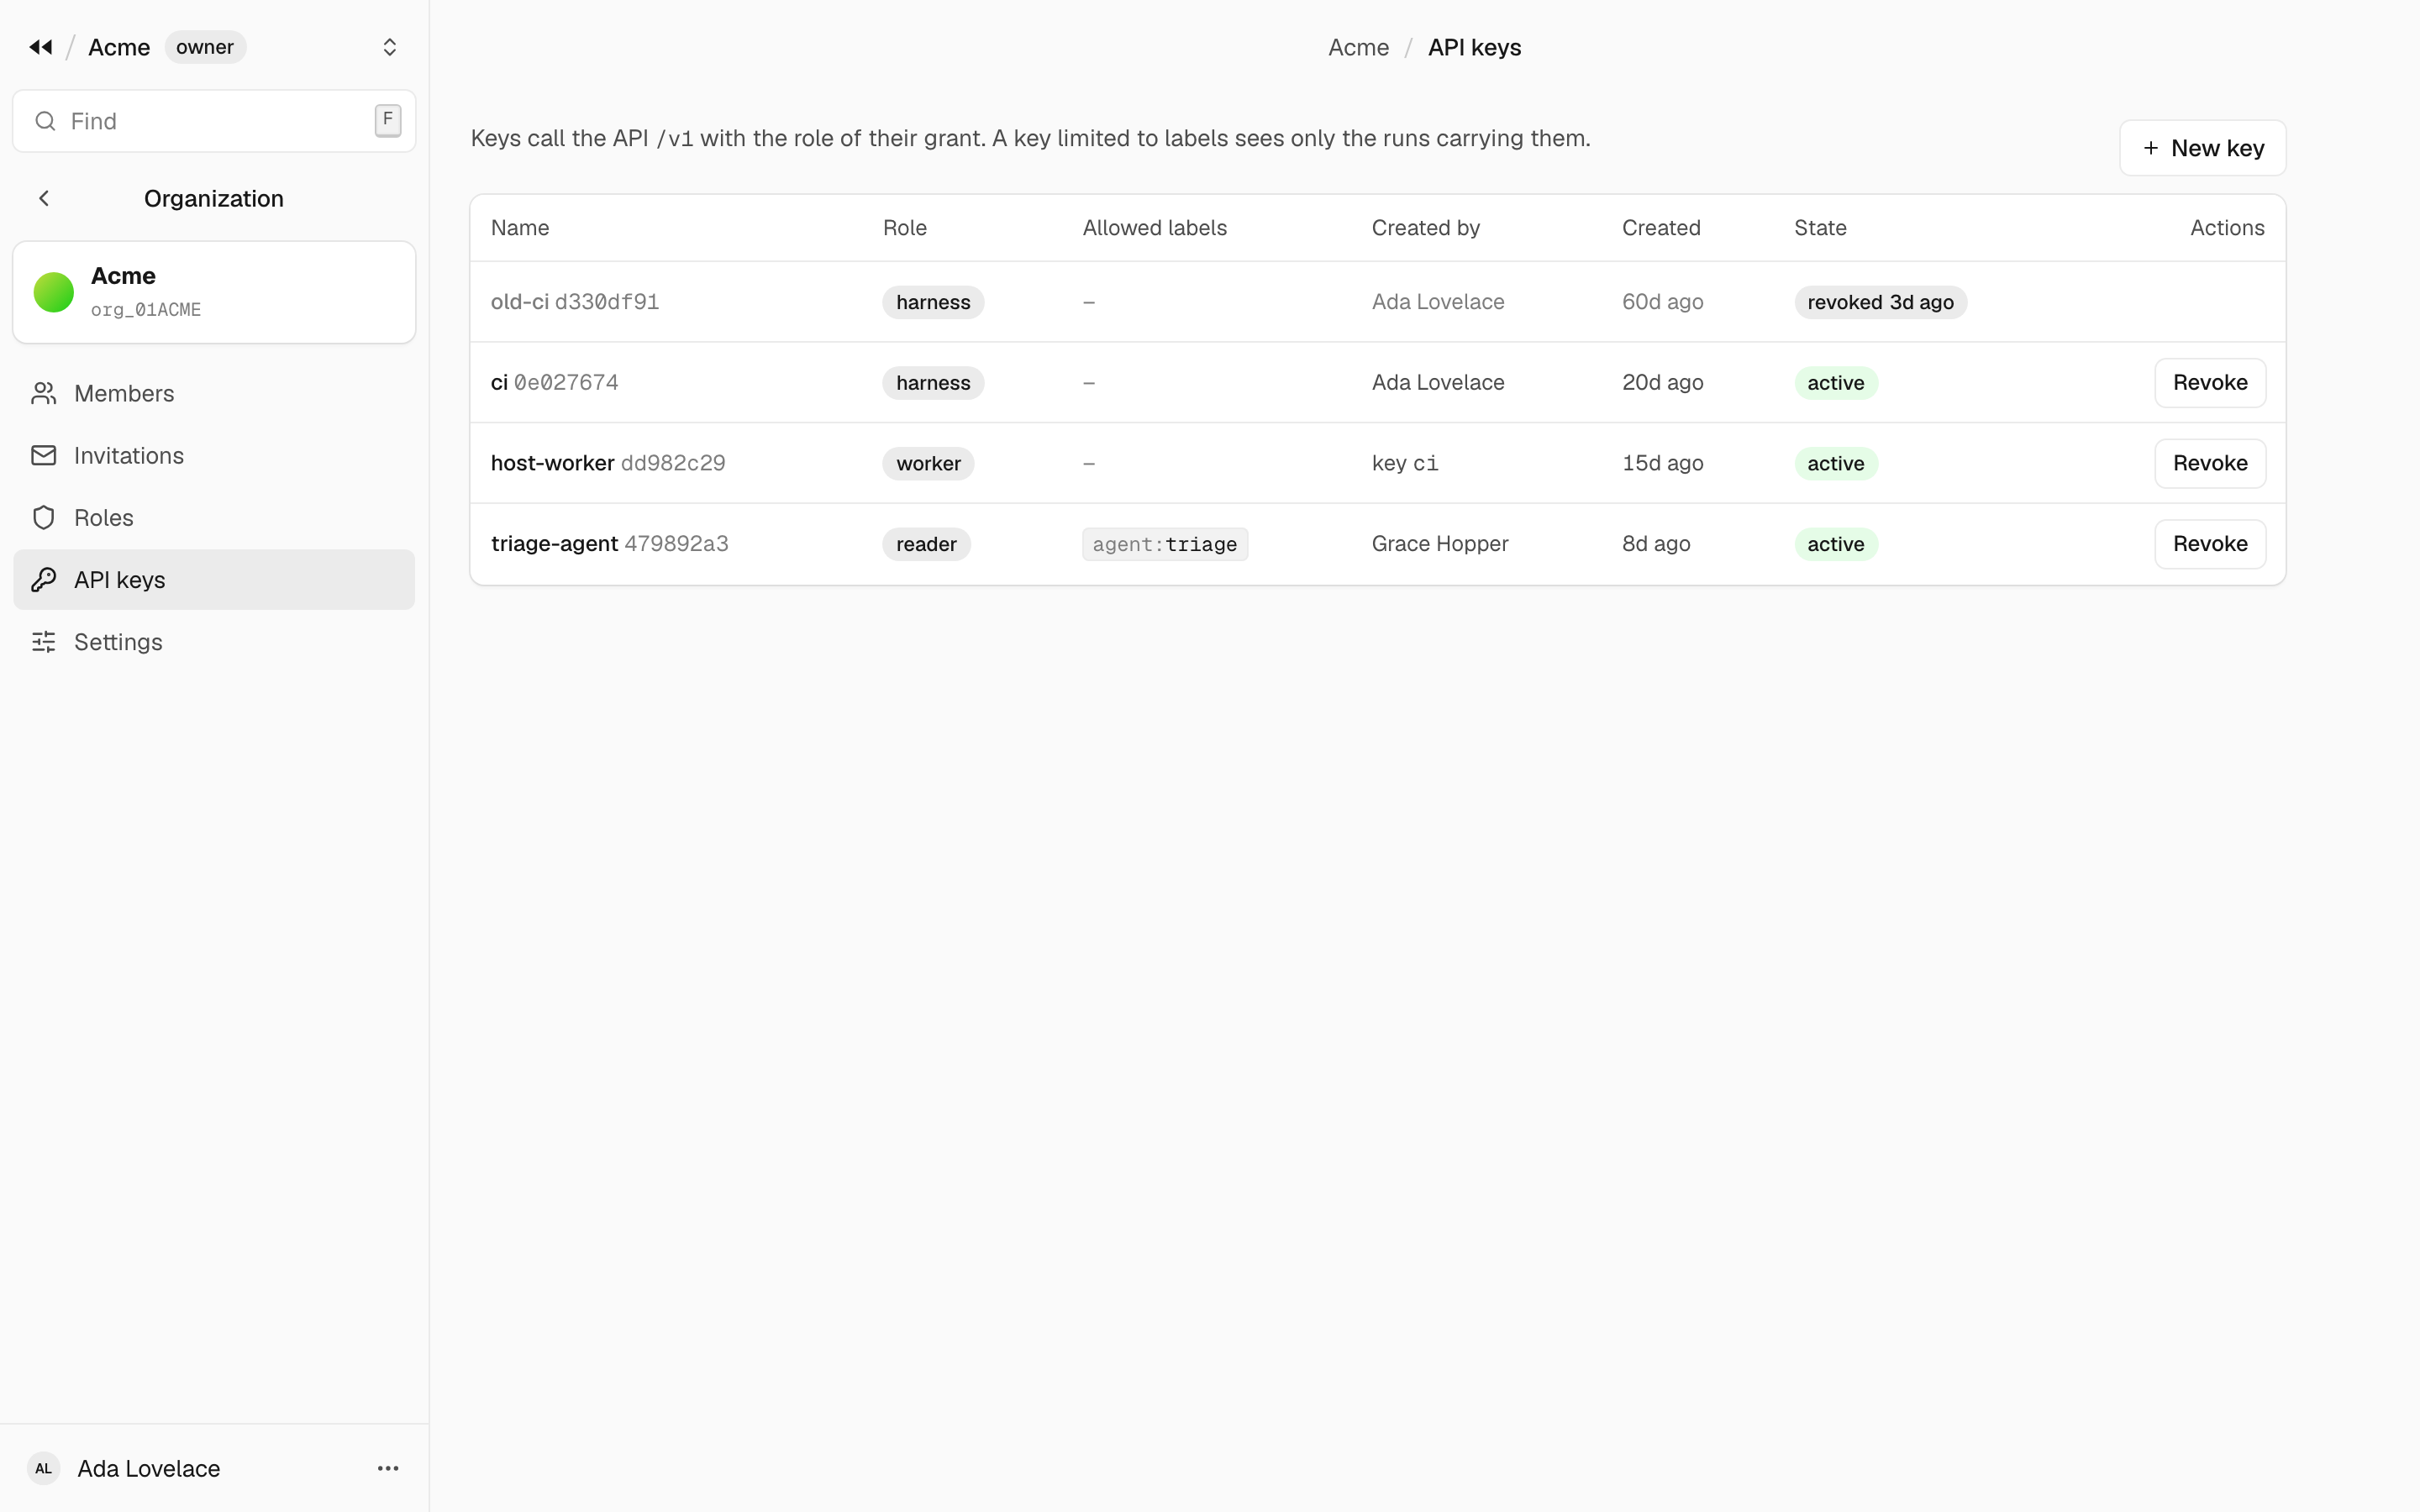 / Acme owner
Find F
Organization
Acme
org_01ACME
Members
Invitations
Roles
API keys
Settings
AL Ada Lovelace
Acme / API keys
Keys call the API /v1 with the role of their grant. A key limited to labels sees only the runs carrying them.
+ New key
Name Role Allowed labels Created by Created State Actions
old-ci d330df91 harness – Ada Lovelace 60d ago revoked 3d ago
ci 0e027674 harness – Ada Lovelace 20d ago active Revoke
host-worker dd982c29 worker – key ci 15d ago active Revoke
triage-agent 479892a3 reader agent:triage Grace Hopper 8d ago active Revoke